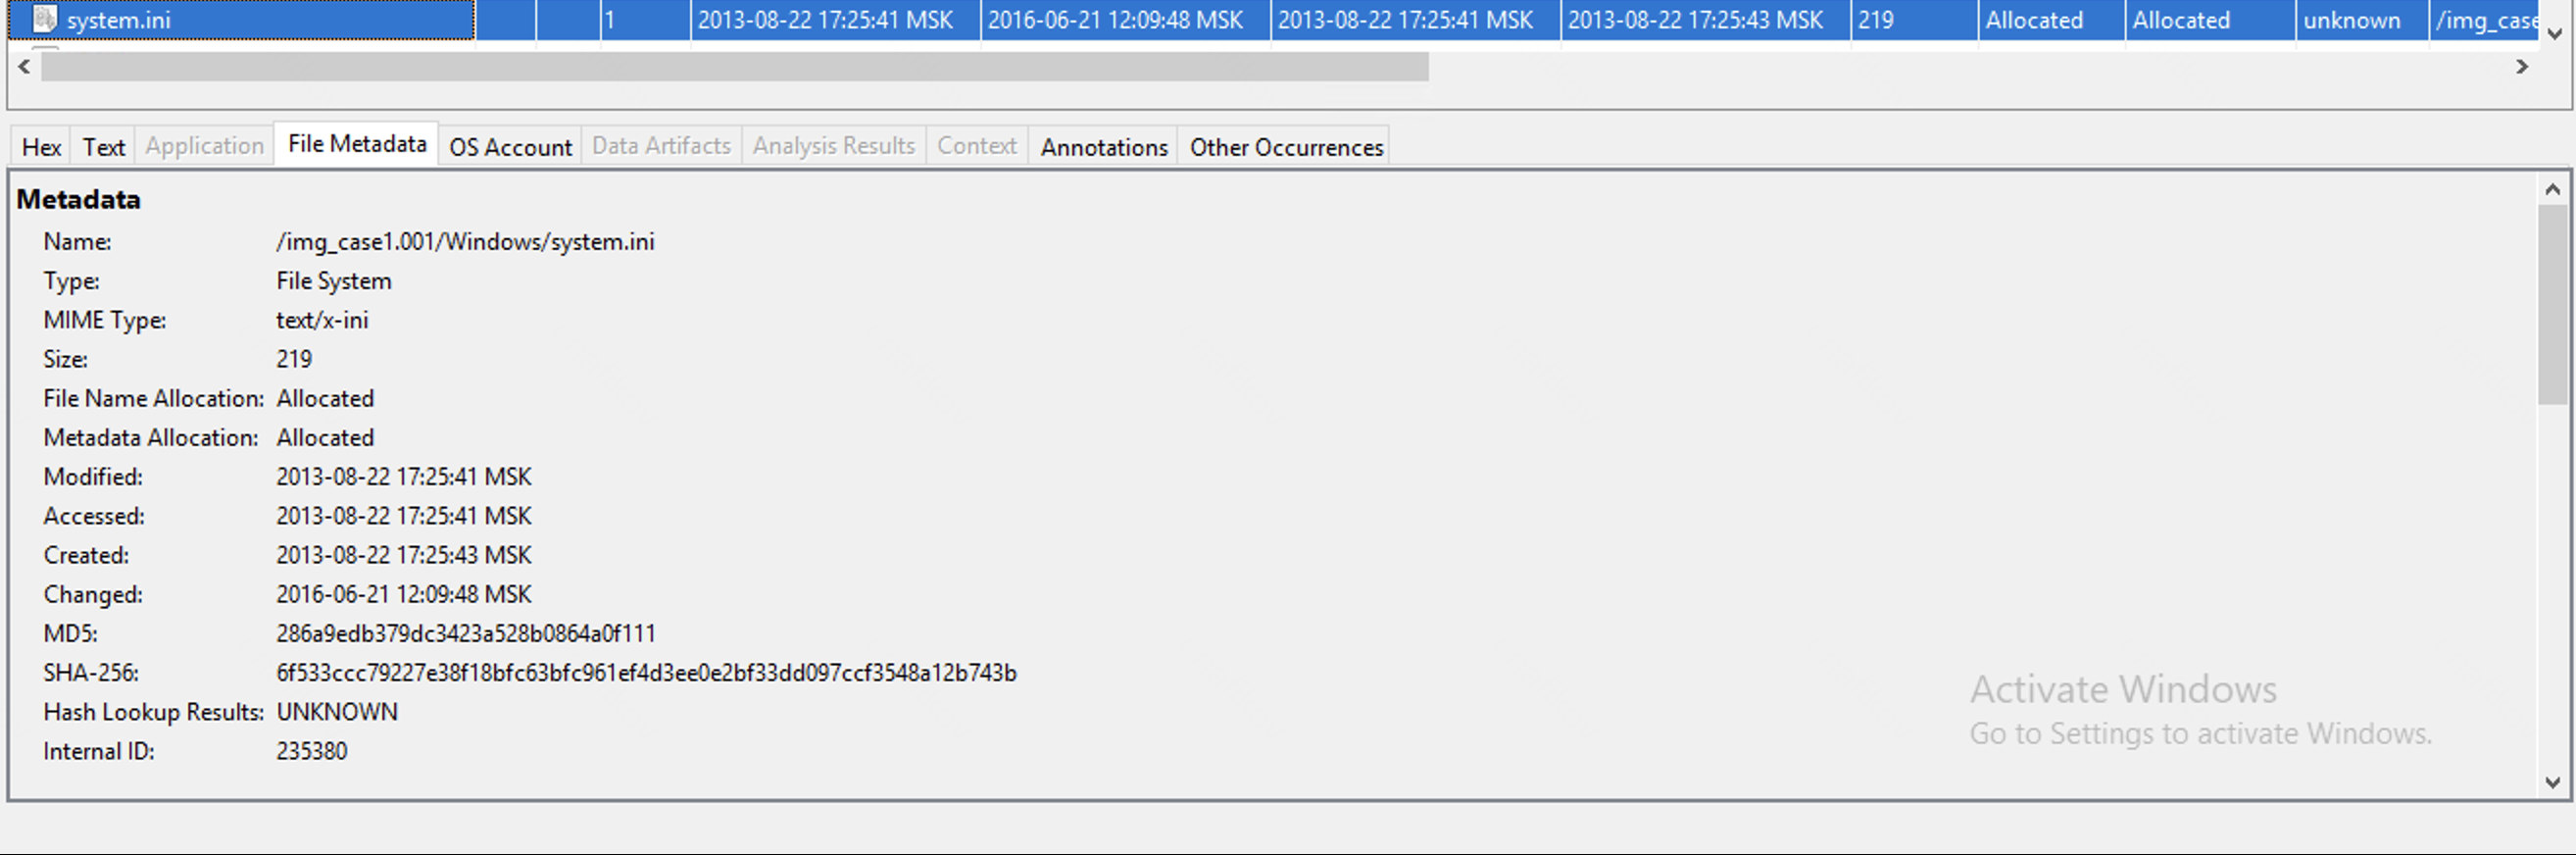 system.ini 1 2013-08-22 17:25:41 MSK 2016-06-21 12:09:48 MSK 2013-08-22 17:25:41 MSK 2013-08-22 17:25:43 MSK 219 Allocated Allocated unknown /img_case
Hex Text Application File Metadata OS Account Data Artifacts Analysis Results Context Annotations Other Occurrences
Metadata
Name: /img_case1.001/Windows/system.ini
Type: File System
MIME Type: text/x-ini
Size: 219
File Name Allocation: Allocated
Metadata Allocation: Allocated
Modified: 2013-08-22 17:25:41 MSK
Accessed: 2013-08-22 17:25:41 MSK
Created: 2013-08-22 17:25:43 MSK
Changed: 2016-06-21 12:09:48 MSK
MD5: 286a9edb379dc3423a528b0864a0f111
SHA-256: 6f533ccc79227e38f18bfc63bfc961ef4d3ee0e2bf33dd097ccf3548a12b743b
Hash Lookup Results: UNKNOWN
Internal ID: 235380
Activate Windows
Go to Settings to activate Windows.